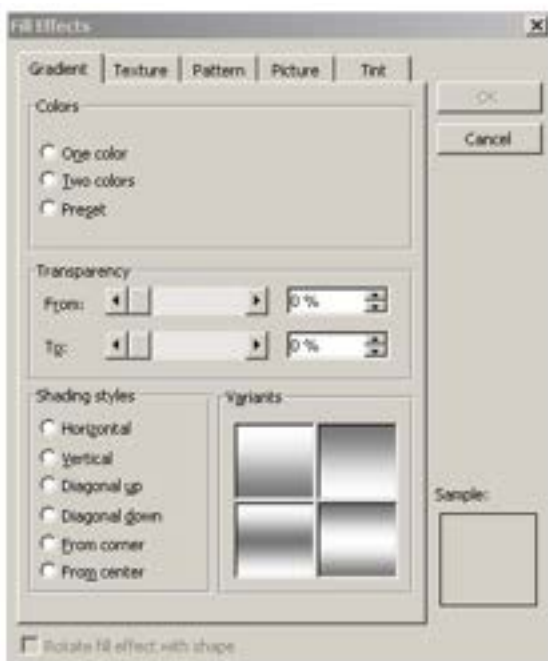 Fill Effects
Gradient Texture Pattern Picture Tint
OK
Cancel
Colors
One color
Two colors
Preset
Transparency
From: 0 %
To: 0 %
Shading styles
Horizontal
Vertical
Diagonal up
Diagonal down
From corner
From center
Variants
Sample:
Rotate fill effect with shape